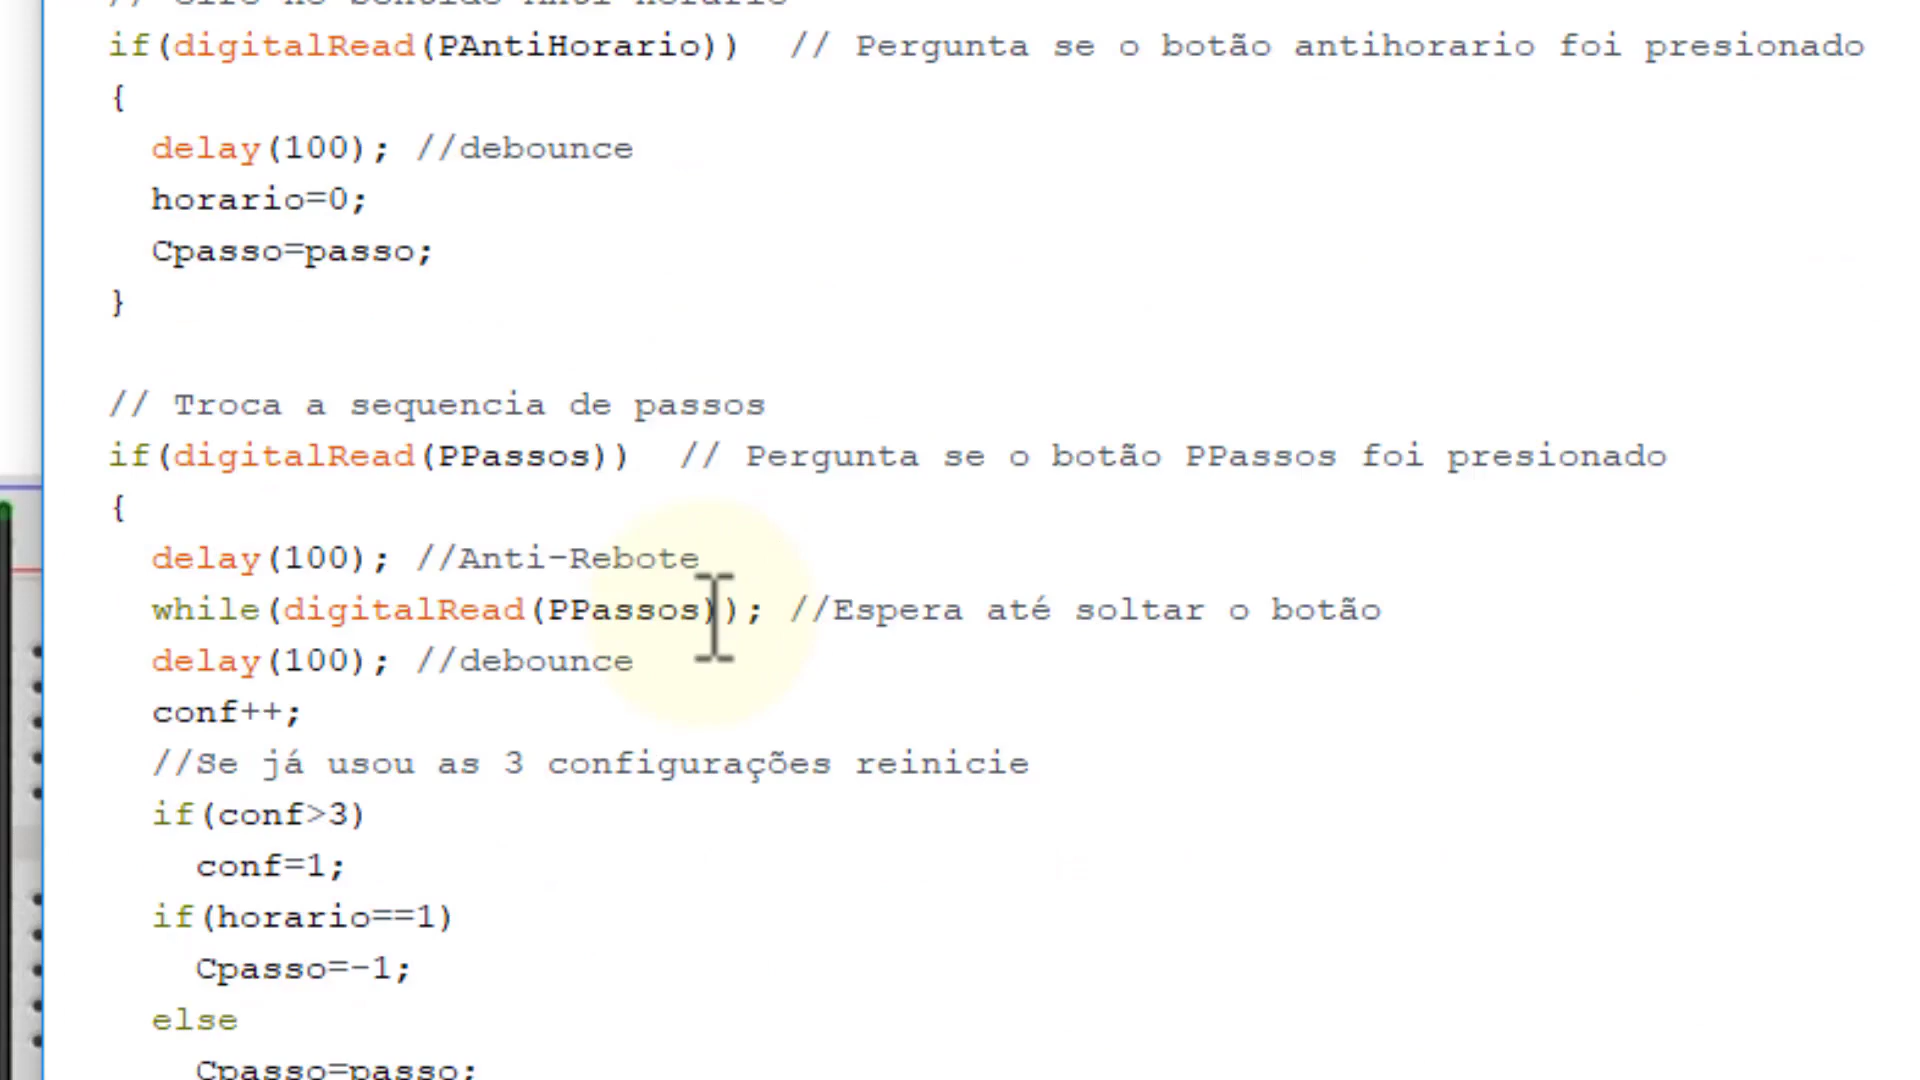 if(digitalRead(PAntiHorario)) // Pergunta se o botão antihorario foi presionado
{
delay(100); //debounce
horario=0;
Cpasso=passo;
}
// Troca a sequencia de passos
if(digitalRead(PPassos)) // Pergunta se o botão PPassos foi presionado
{
delay(100); //Anti-Rebote
while(digitalRead(PPassos)); //Espera até soltar o botão
delay(100); //debounce
conf++;
//Se já usou as 3 configurações reinicie
if(conf>3)
conf=1;
if(horario==1)
Cpasso=-1;
else
Cpasso=passo;